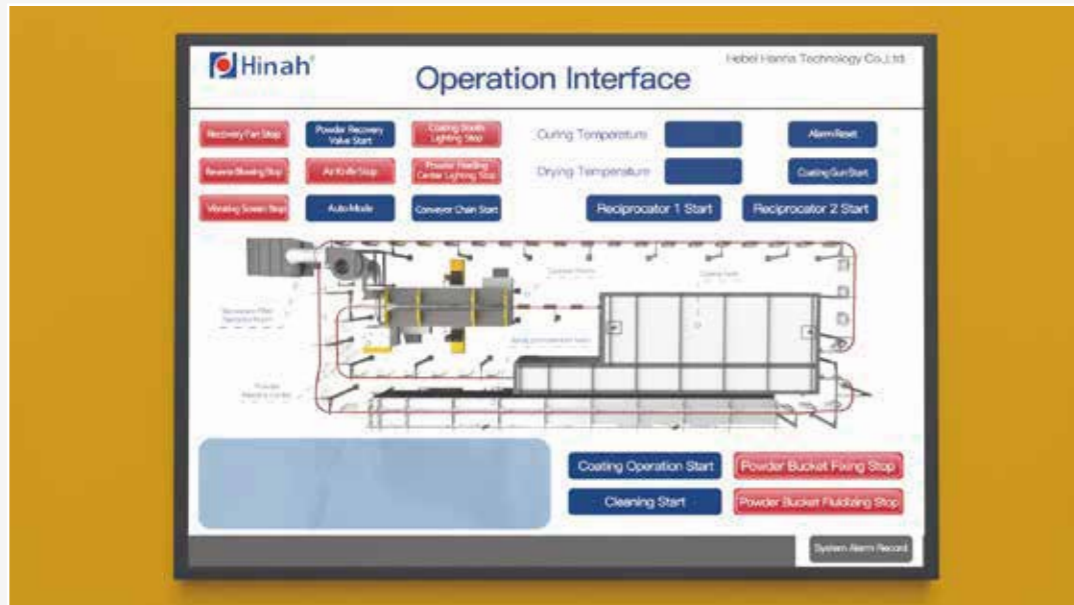 Hinah®
Hebei Hanna Technology Co.,Ltd
Operation Interface
Recovery Fan Stop
Powder Recovery
Valve Start
Coating Booth
Lighting Stop
Curing Temperature
Alarm Reset
Reverse Blowing Stop
Air Knife Stop
Powder Feeding
Center Lighting Stop
Drying Temperature
Coating Gun Start
Vibrating Screen Stop
Auto Mode
Conveyor Chain Start
Reciprocator 1 Start
Reciprocator 2 Start
Powder
Coating Operation Start
Powder Bucket Fixing Stop
Cleaning Start
Powder Bucket Fluidizing Stop
System Alarm Record